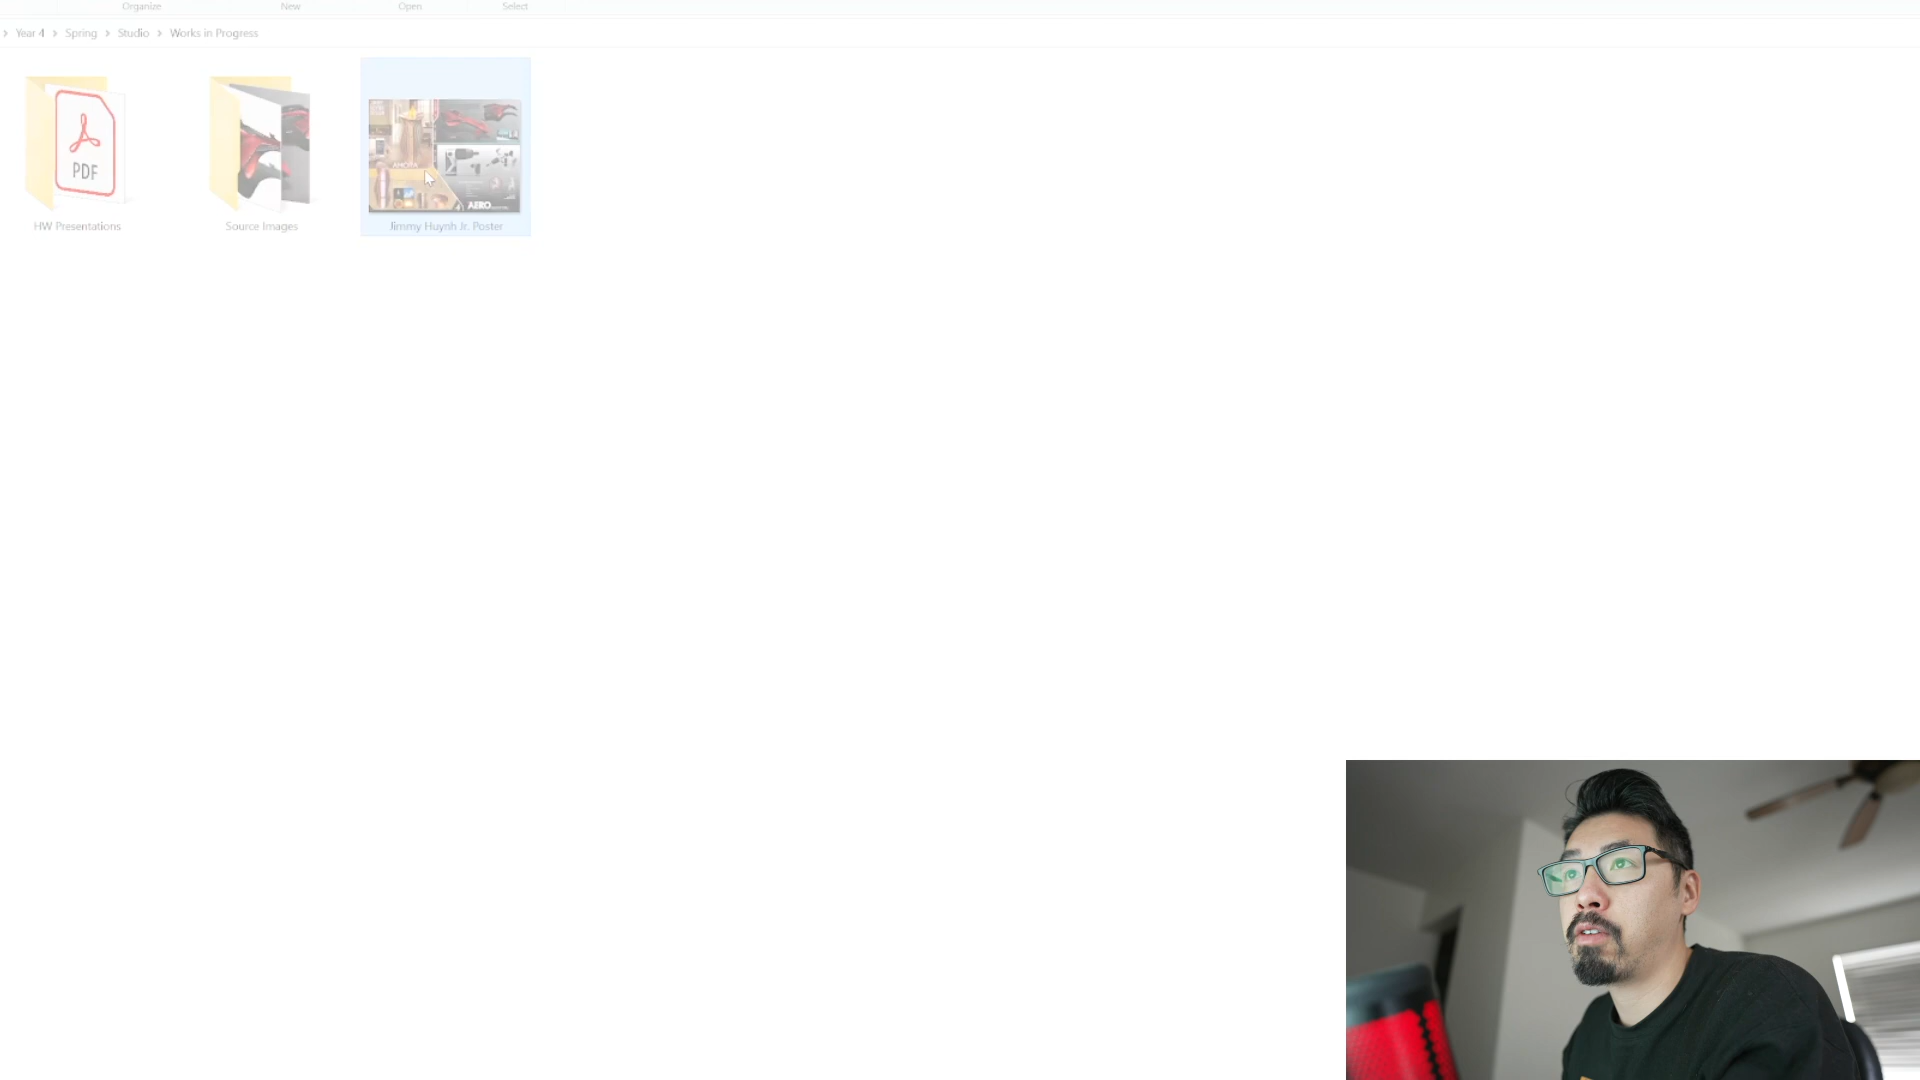 Organize New Open Select
> Year 4 > Spring > Studio > Works in Progress
PDF
AERO
HW Presentations
Source Images
Jimmy Huynh Jr. Poster